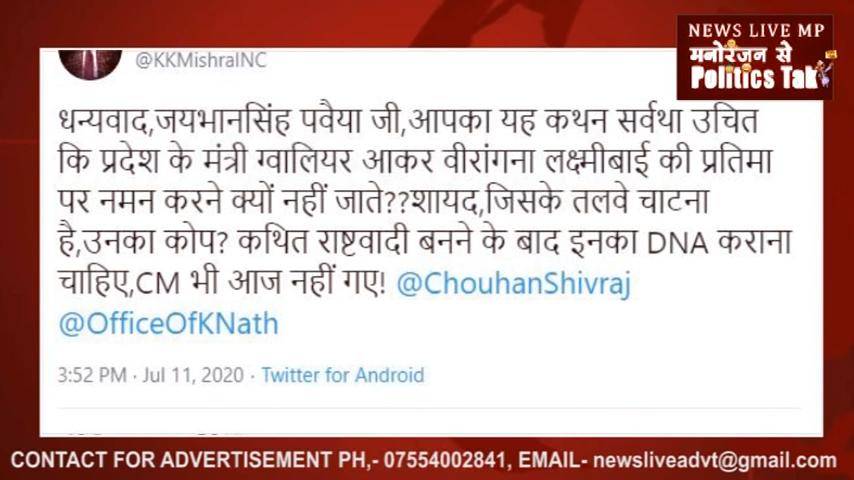 NEWS LIVE MP
मनोरंजन से
Politics Tak
@KKMishraINC
धन्यवाद,जयभानसिंह पवैया जी,आपका यह कथन सर्वथा उचित
कि प्रदेश के मंत्री ग्वालियर आकर वीरांगना लक्ष्मीबाई की प्रतिमा
पर नमन करने क्यों नहीं जाते??शायद,जिसके तलवे चाटना
है,उनका कोप? कथित राष्टवादी बनने के बाद इनका DNA कराना
चाहिए,CM भी आज नहीं गए! @ChouhanShivraj
@OfficeOfKNath
3:52 PM · Jul 11, 2020 · Twitter for Android
CONTACT FOR ADVERTISEMENT PH,- 07554002841, EMAIL- newsliveadvt@gmail.com